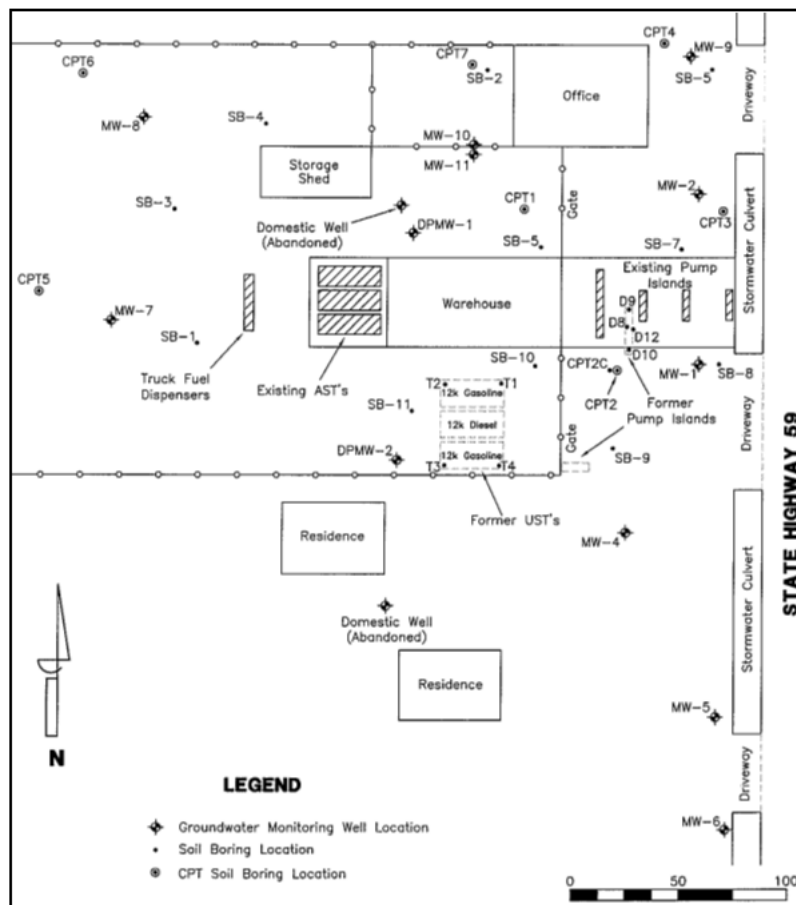 CPT4
CPT7
MW-9
CPT6
SB-2
SB-5
Driveway
Office
MW-8
SB-4
MW-10
MW-11
Storage
Shed
MW-2
SB-3
CPT1
Gate
CPT3
Domestic Well
(Abandoned)
DPMW-1
SB-5
SB-7
Stormwater Culvert
Existing Pump
Islands
CPT5
D9
Warehouse
D8
D12
MW-7
SB-1
D10
Truck Fuel
Dispensers
Existing AST's
SB-10
CPT2C
MW-1
SB-8
T2
T1
12k Gasoline
CPT2
Former
Pump Islands
SB-11
12k Diesel
Gate
Driveway
STATE HIGHWAY 59
DPMW-2
12k Gasoline
T3
T4
SB-9
Former UST's
Residence
MW-4
Stormwater Culvert
Domestic Well
(Abandoned)
Residence
MW-5
N
LEGEND
Driveway
Groundwater Monitoring Well Location
Soil Boring Location
CPT Soil Boring Location
MW-6
0 50 100